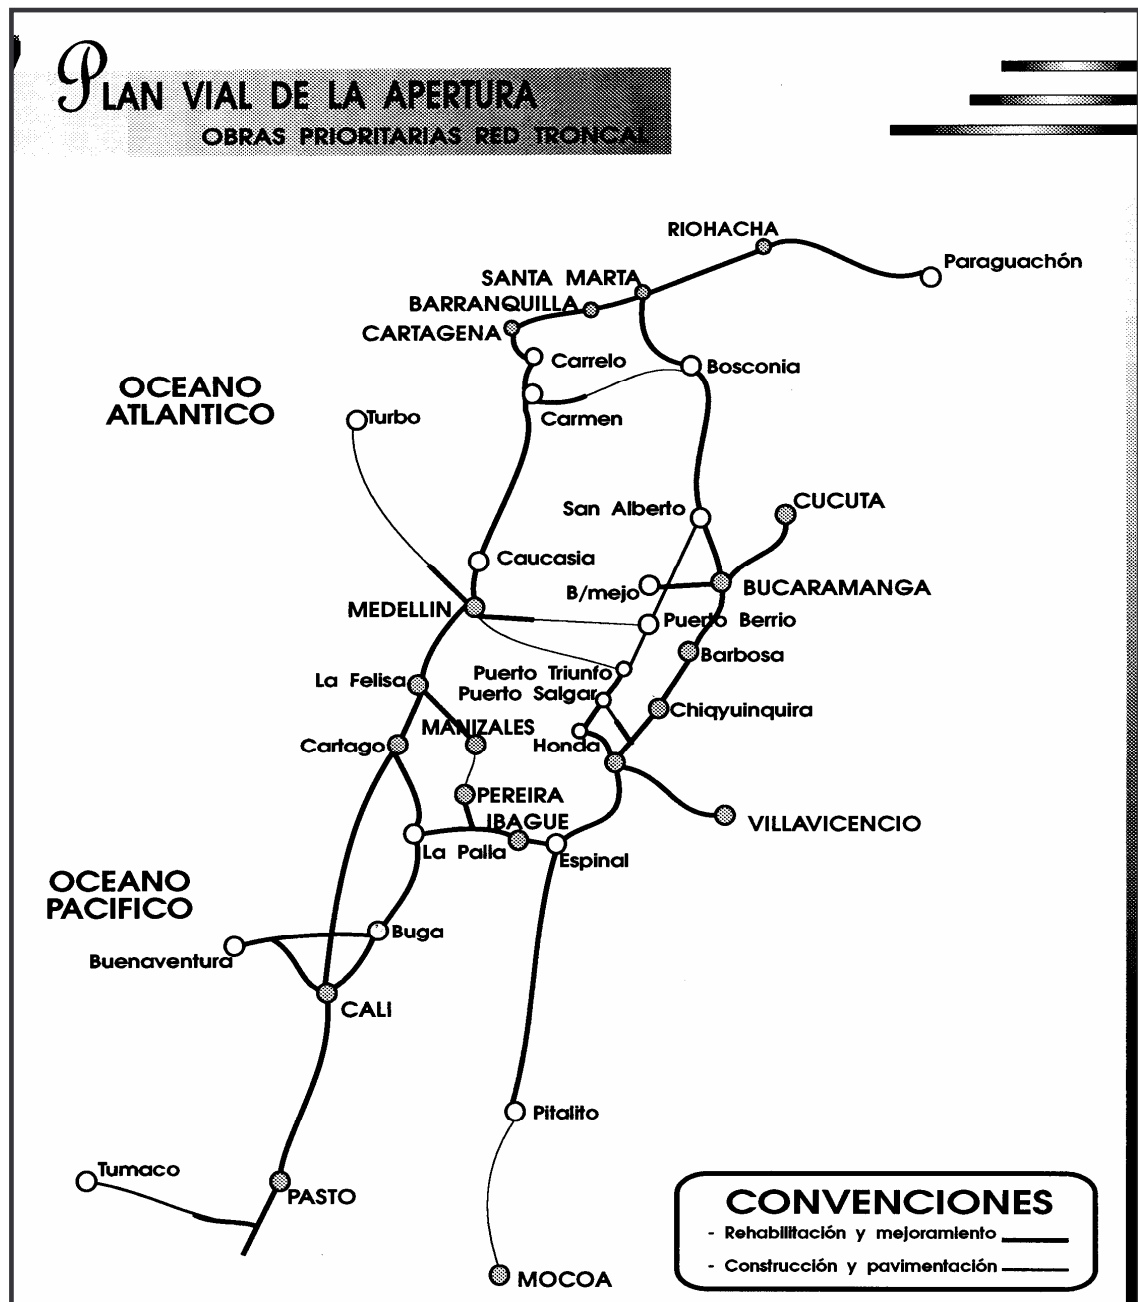 PLAN VIAL DE LA APERTURA
OBRAS PRIORITARIAS RED TRONCAL
RIOHACHA
Paraguachón
SANTA MARTA
BARRANQUILLA
CARTAGENA
Carrelo
Bosconia
OCEANO
ATLANTICO
Turbo
Carmen
San Alberto
CUCUTA
Caucasia
B/mejo
BUCARAMANGA
MEDELLIN
Puerto Berrio
Barbosa
Puerto Triunfo
La Felisa
Puerto Salgar
Chiqyuinquira
MANIZALES
Cartago
Honda
PEREIRA
IBAGUE
VILLAVICENCIO
La Palla
Espinal
OCEANO
PACIFICO
Buga
Buenaventura
CALI
Pitalito
Tumaco
PASTO
MOCOA
CONVENCIONES
- Rehabilitación y mejoramiento
- Construcción y pavimentación